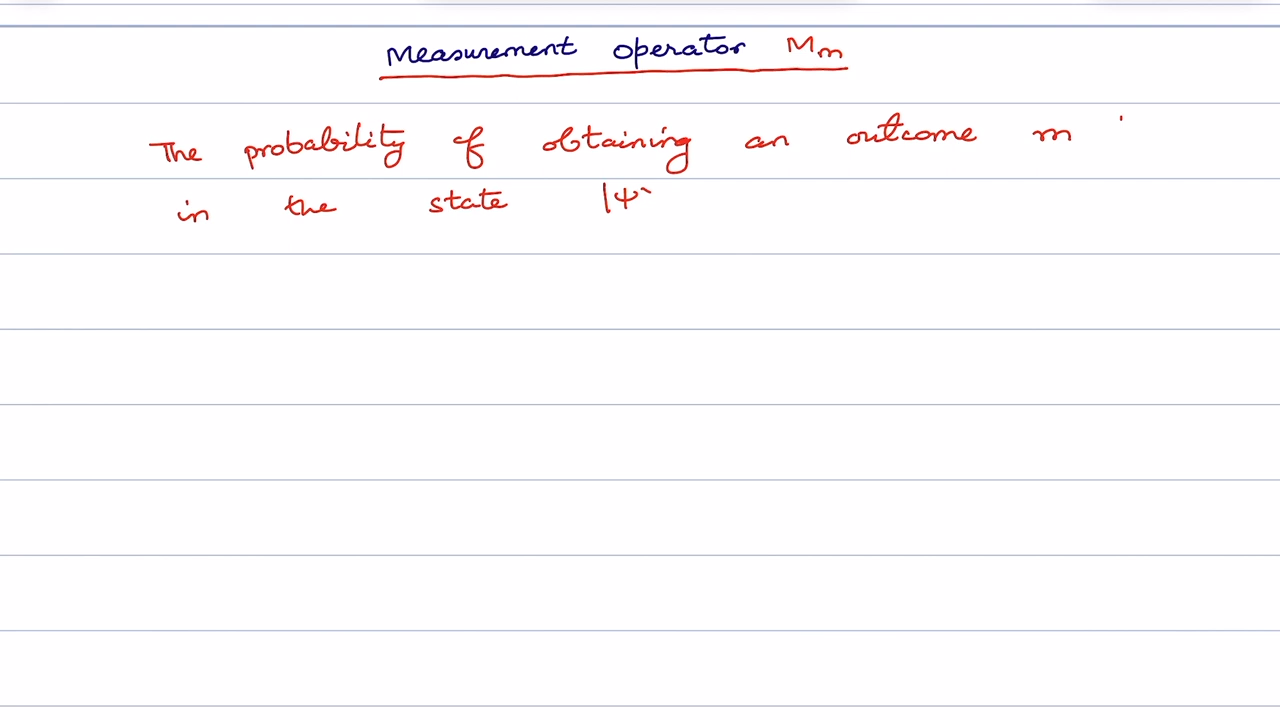 Measurement operator Mm
The probability of obtaining an outcome m '
in the state |ψ